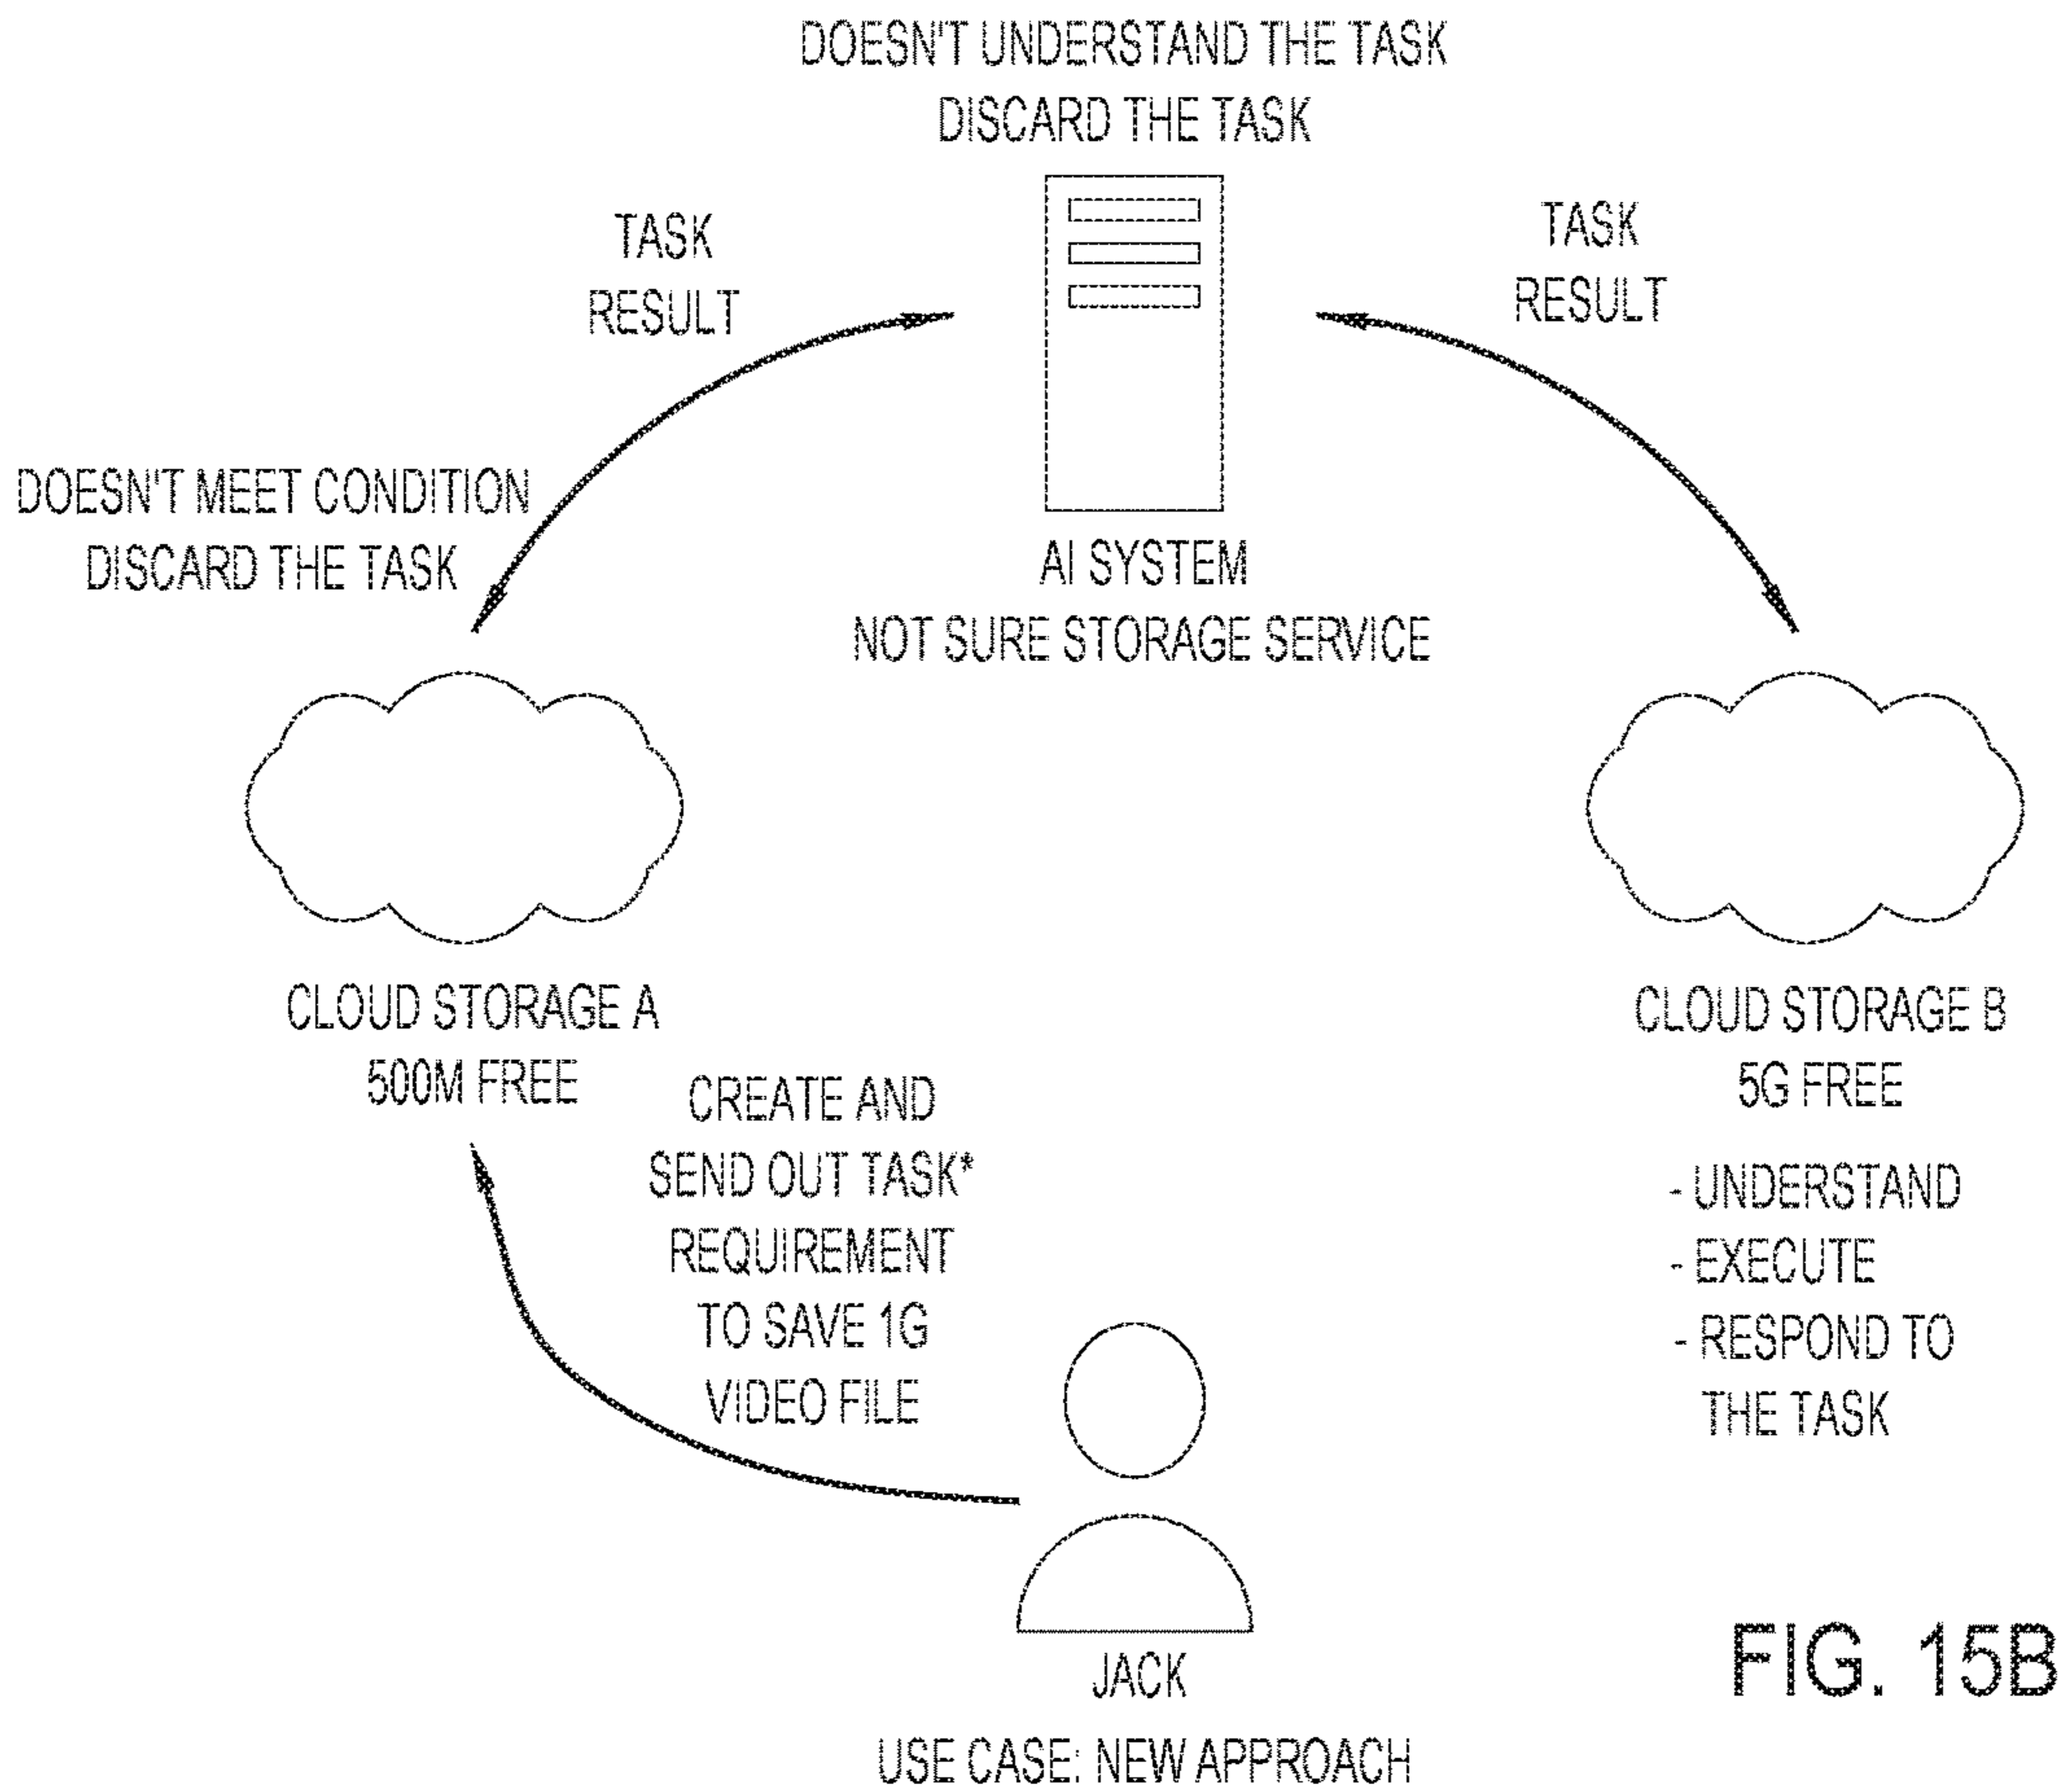 DOESN'T UNDERSTAND THE TASK
DISCARD THE TASK
TASK
RESULT
TASK
RESULT
DOESN'T MEET CONDITION
DISCARD THE TASK
AI SYSTEM
NOT SURE STORAGE SERVICE
CLOUD STORAGE A
500M FREE
CLOUD STORAGE B
5G FREE
- UNDERSTAND
- EXECUTE
- RESPOND TO
THE TASK
CREATE AND
SEND OUT TASK*
REQUIREMENT
TO SAVE 1G
VIDEO FILE
JACK
USE CASE: NEW APPROACH
FIG. 15B